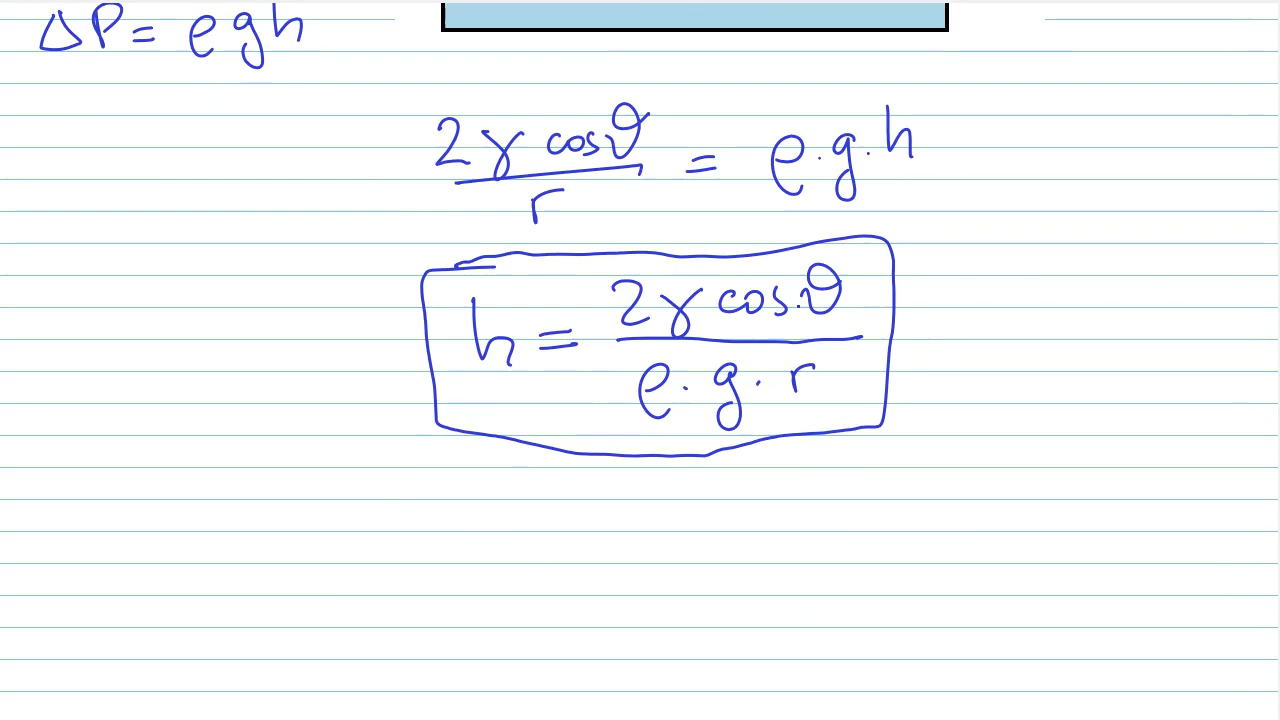 ΔP = ρgh
2γ cosϑ / r = ρ.g.h
h = 2γ cos.ϑ / ρ.g.r